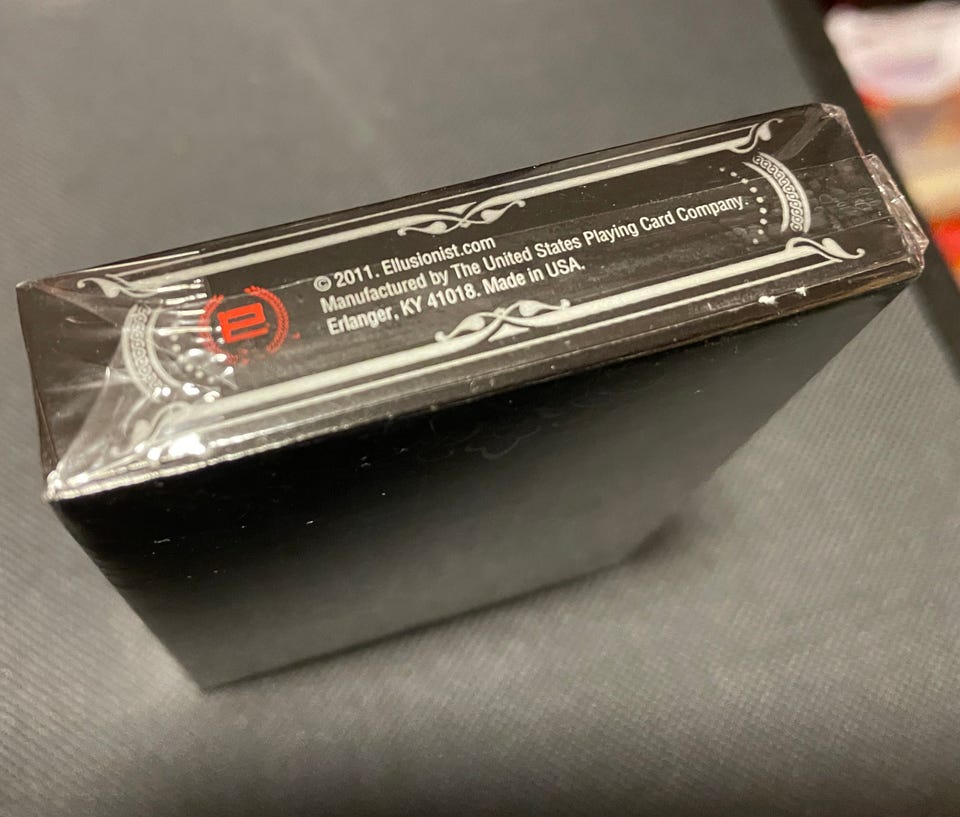 © 2011. Ellusionist.com
Manufactured by The United States Playing Card Company.
Erlanger, KY 41018. Made in USA.